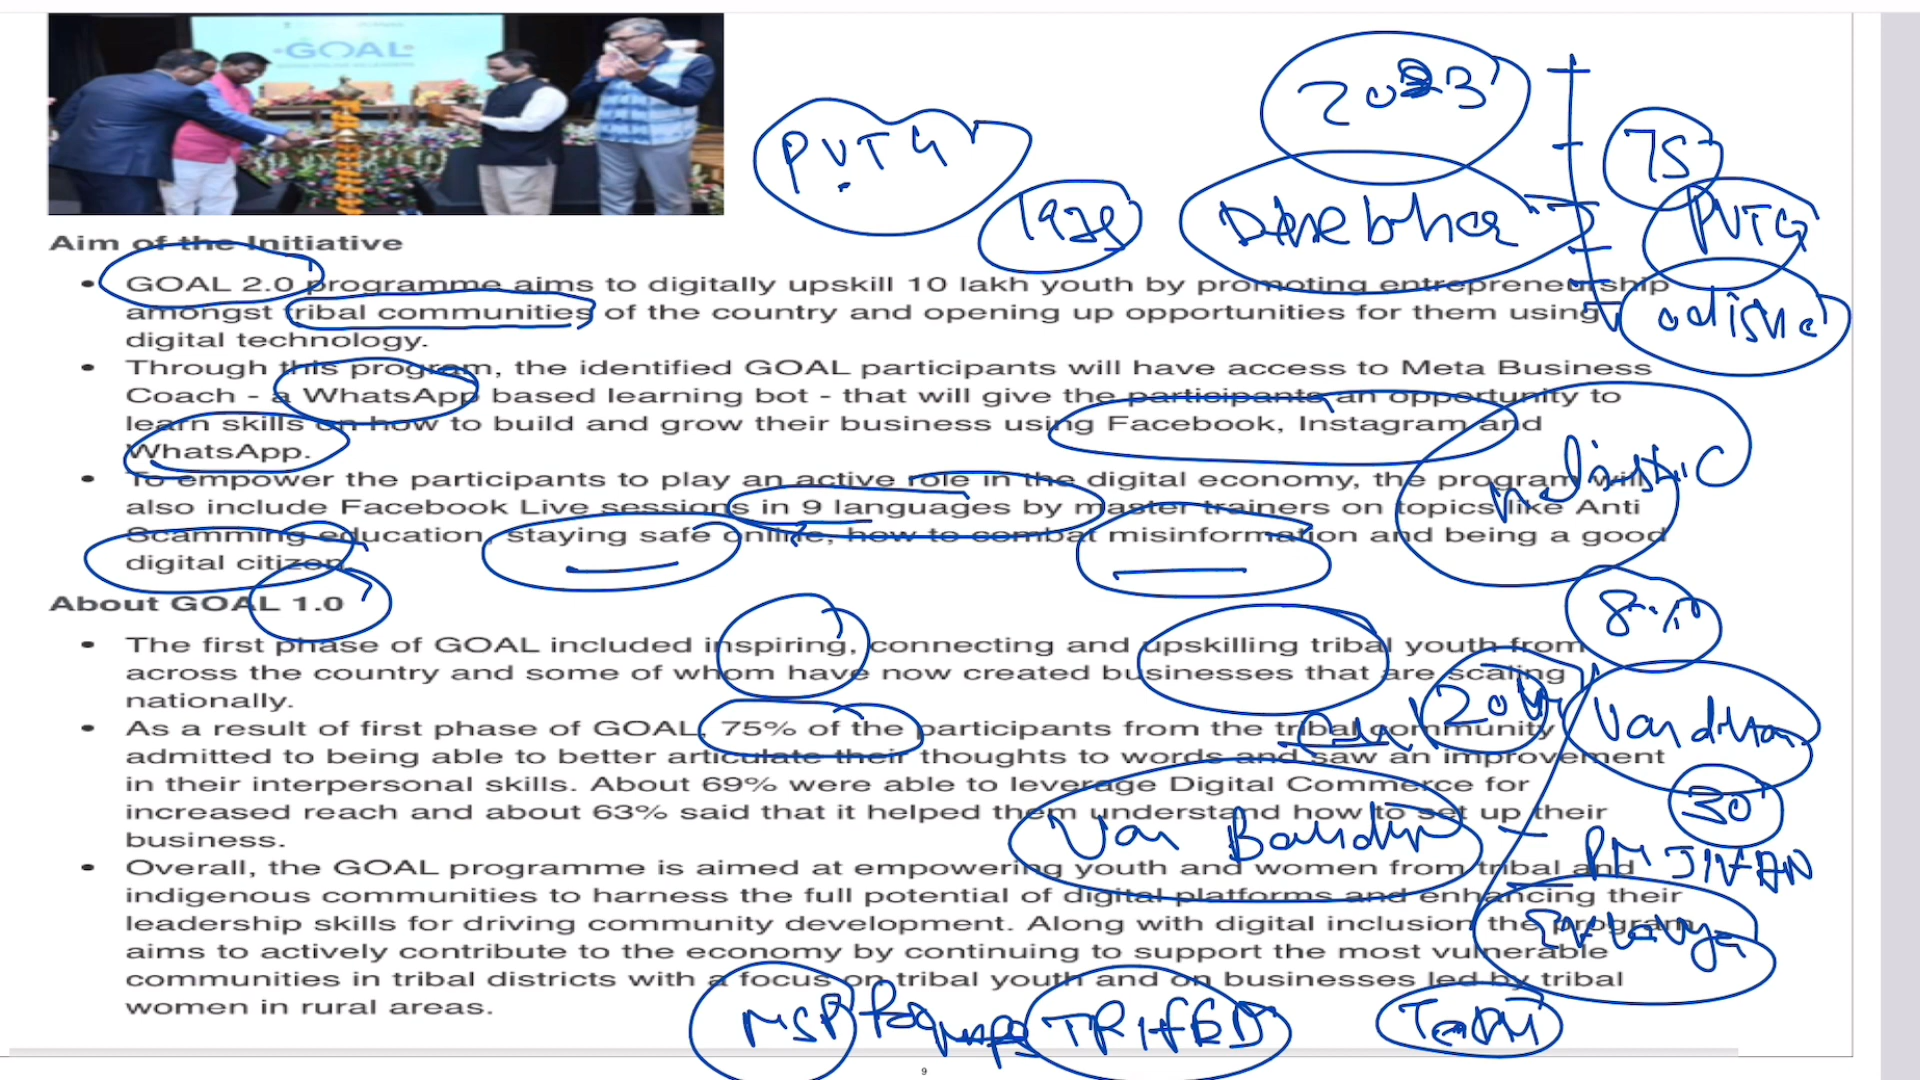 GOAL
PVTG
2023
75
1979
PVTG
odisha
Aim of the Initiative
• GOAL 2.0 programme aims to digitally upskill 10 lakh youth by promoting entrepreneurship
amongst tribal communities of the country and opening up opportunities for them using
digital technology.
• Through this program, the identified GOAL participants will have access to Meta Business
Coach - a WhatsApp based learning bot - that will give the participants an opportunity to
learn skills on how to build and grow their business using Facebook, Instagram and
WhatsApp.
• To empower the participants to play an active role in the digital economy, the program will
also include Facebook Live sessions in 9 languages by master trainers on topics like Anti
Scamming education, staying safe online, how to combat misinformation and being a good
digital citizen.
About GOAL 1.0
• The first phase of GOAL included inspiring, connecting and upskilling tribal youth from
across the country and some of whom have now created businesses that are scaling
nationally.
• As a result of first phase of GOAL, 75% of the participants from the tribal community
admitted to being able to better articulate their thoughts to words and saw an improvement
in their interpersonal skills. About 69% were able to leverage Digital Commerce for
increased reach and about 63% said that it helped them understand how to set up their
business.
• Overall, the GOAL programme is aimed at empowering youth and women from tribal and
indigenous communities to harness the full potential of digital platforms and enhancing their
leadership skills for driving community development. Along with digital inclusion the program
aims to actively contribute to the economy by continuing to support the most vulnerable
communities in tribal districts with a focus on tribal youth and on businesses led by tribal
women in rural areas.
Van dhan
30
Van
PM JIVAN
MSP
TRIFED
9